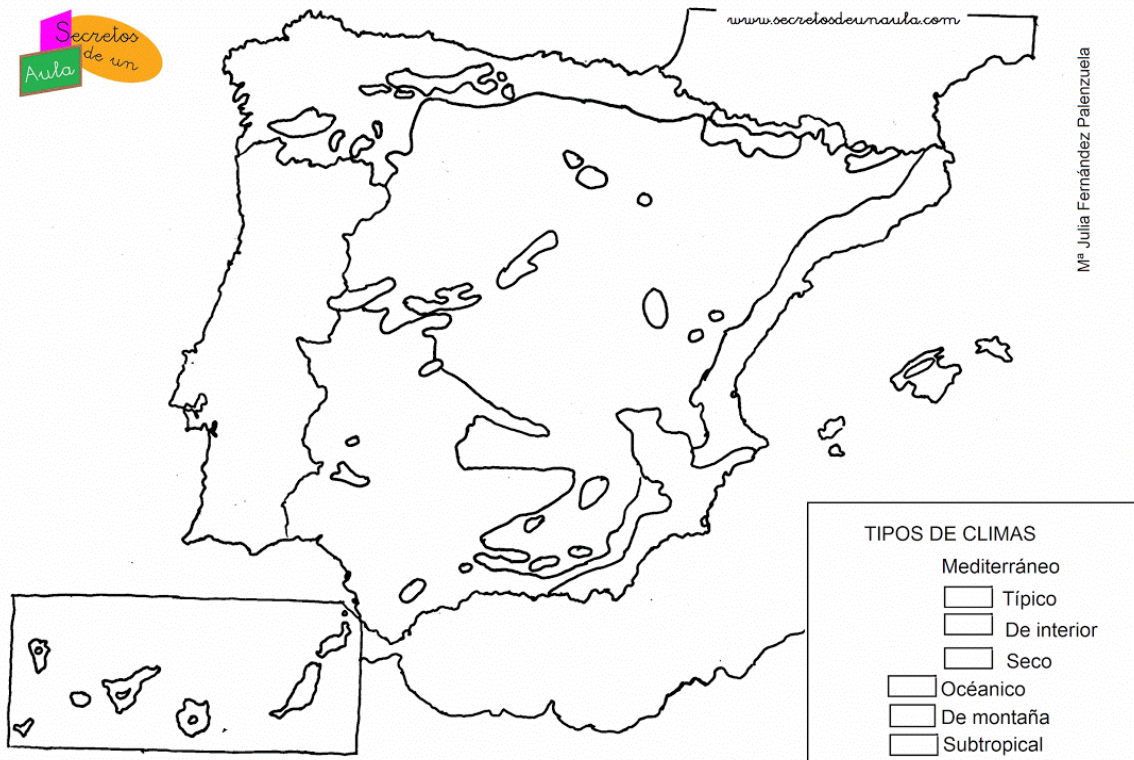 Secretos
de un
Aula
www.secretosdeunaula.com
Mª Julia Fernández Palenzuela
TIPOS DE CLIMAS
Mediterráneo
Típico
De interior
Seco
Océanico
De montaña
Subtropical